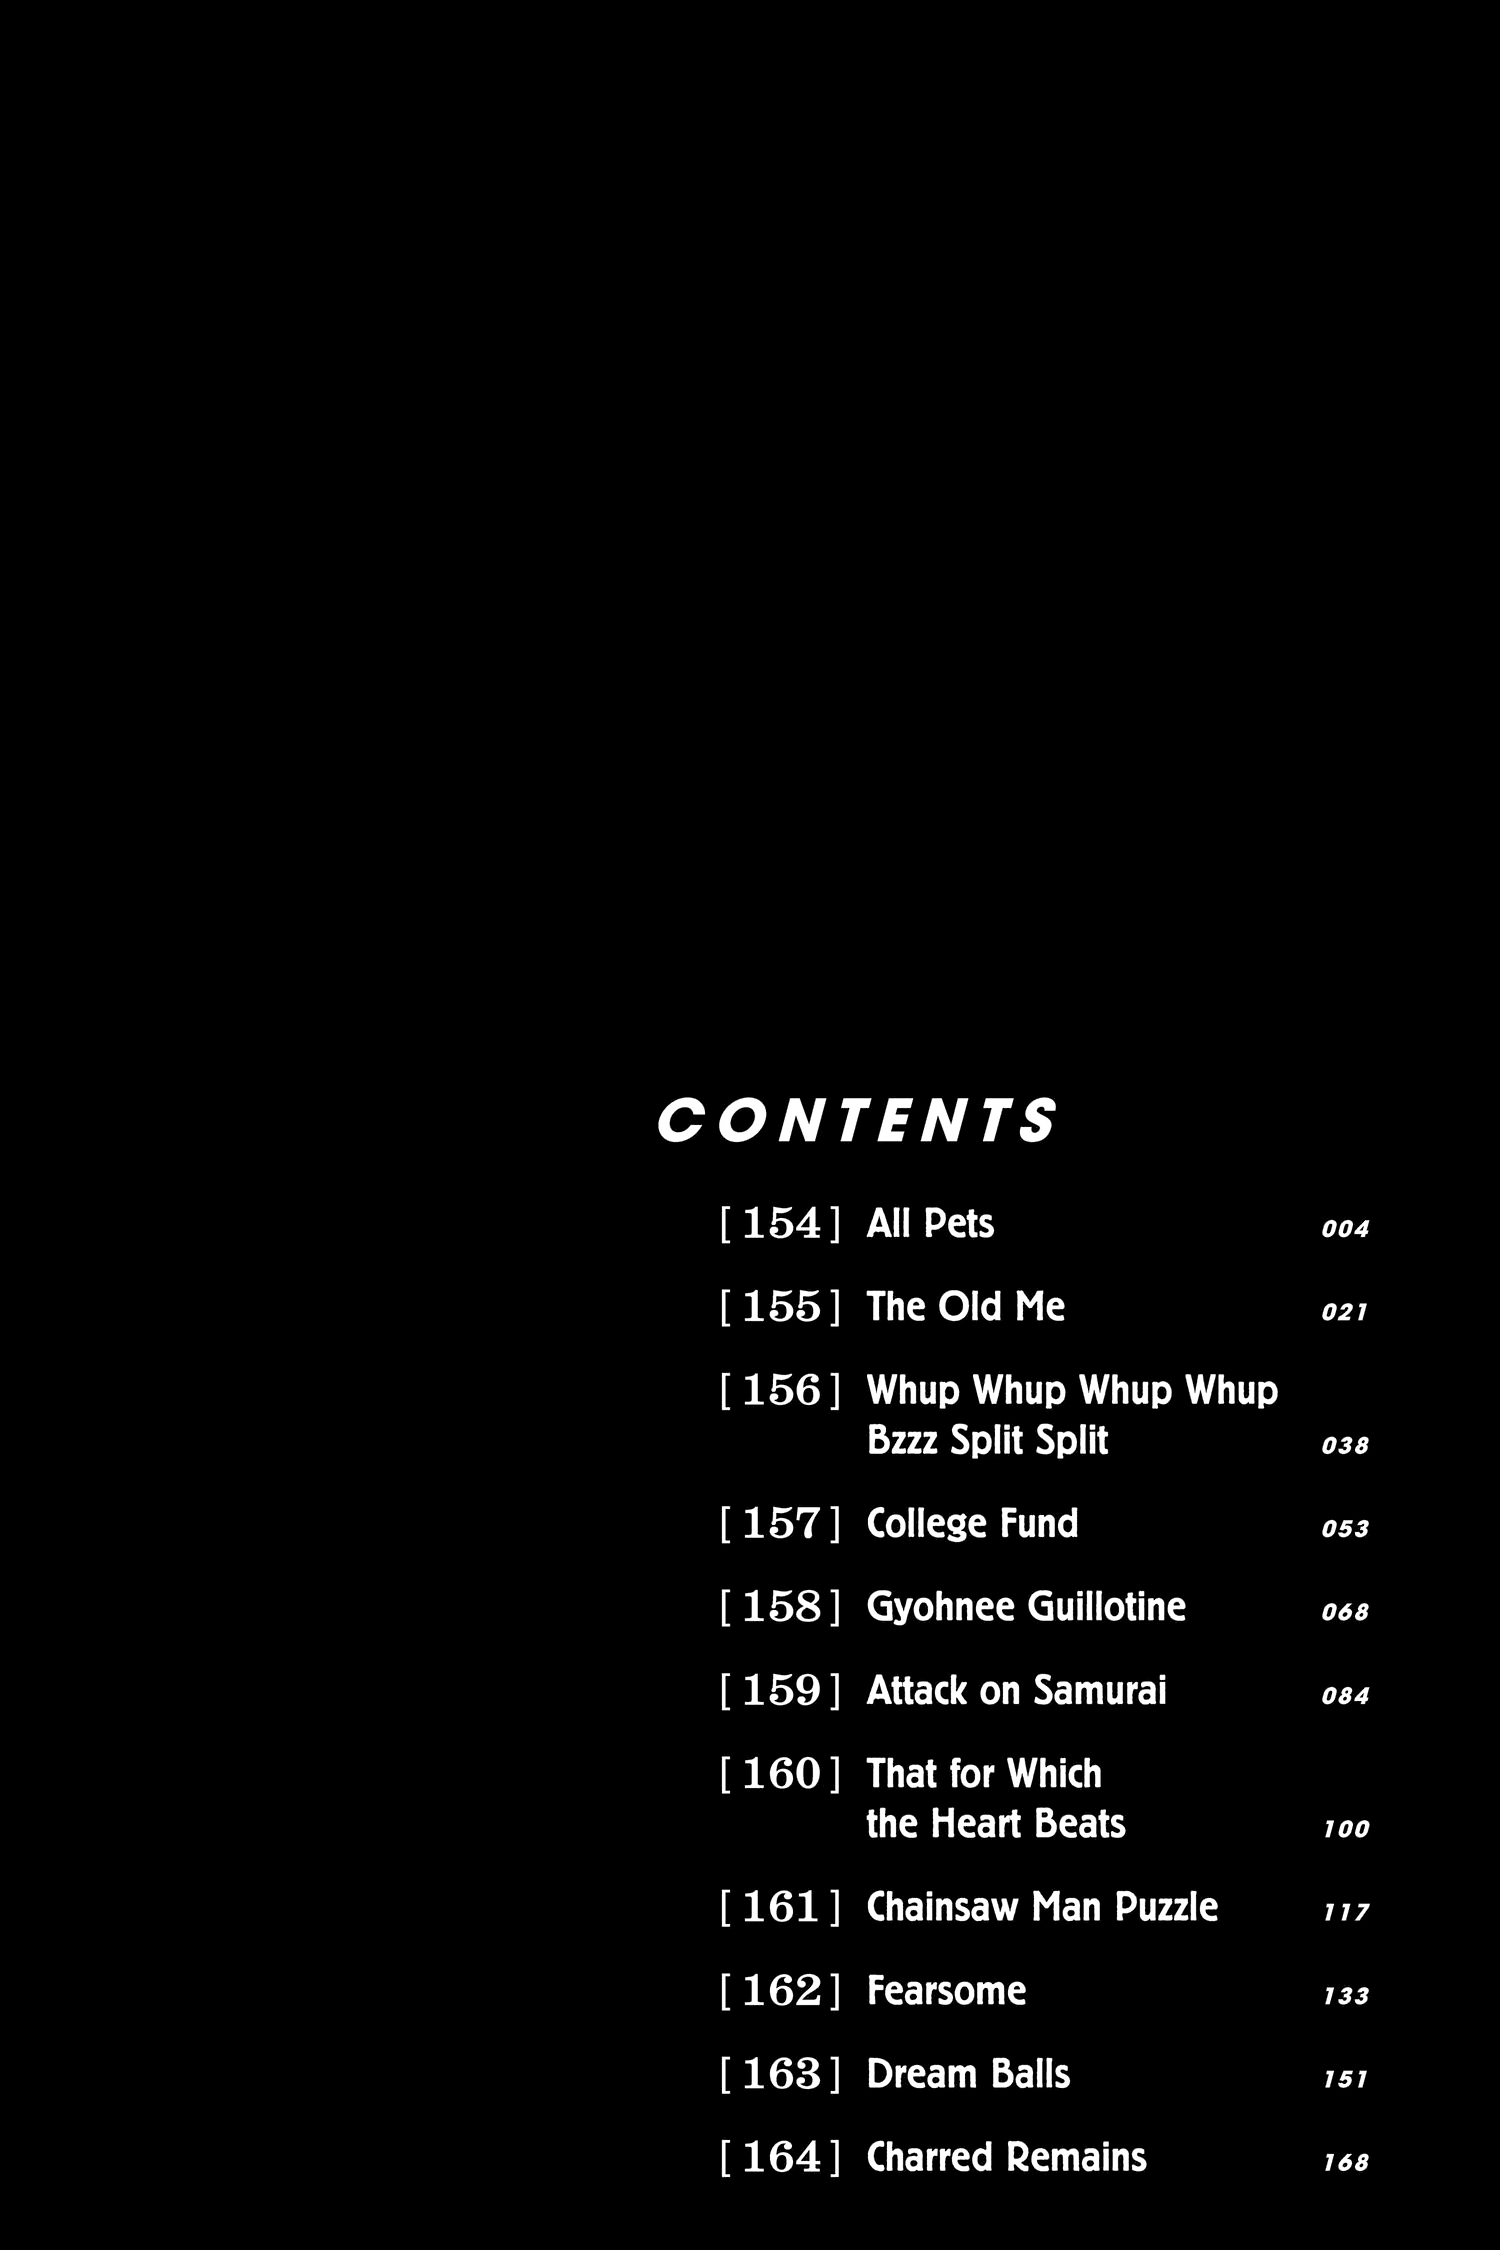 CONTENTS
[154] All Pets 004
[155] The Old Me 021
[156] Whup Whup Whup Whup
Bzzz Split Split 038
[157] College Fund 053
[158] Gyohnee Guillotine 068
[159] Attack on Samurai 084
[160] That for Which
the Heart Beats 100
[161] Chainsaw Man Puzzle 117
[162] Fearsome 133
[163] Dream Balls 151
[164] Charred Remains 168